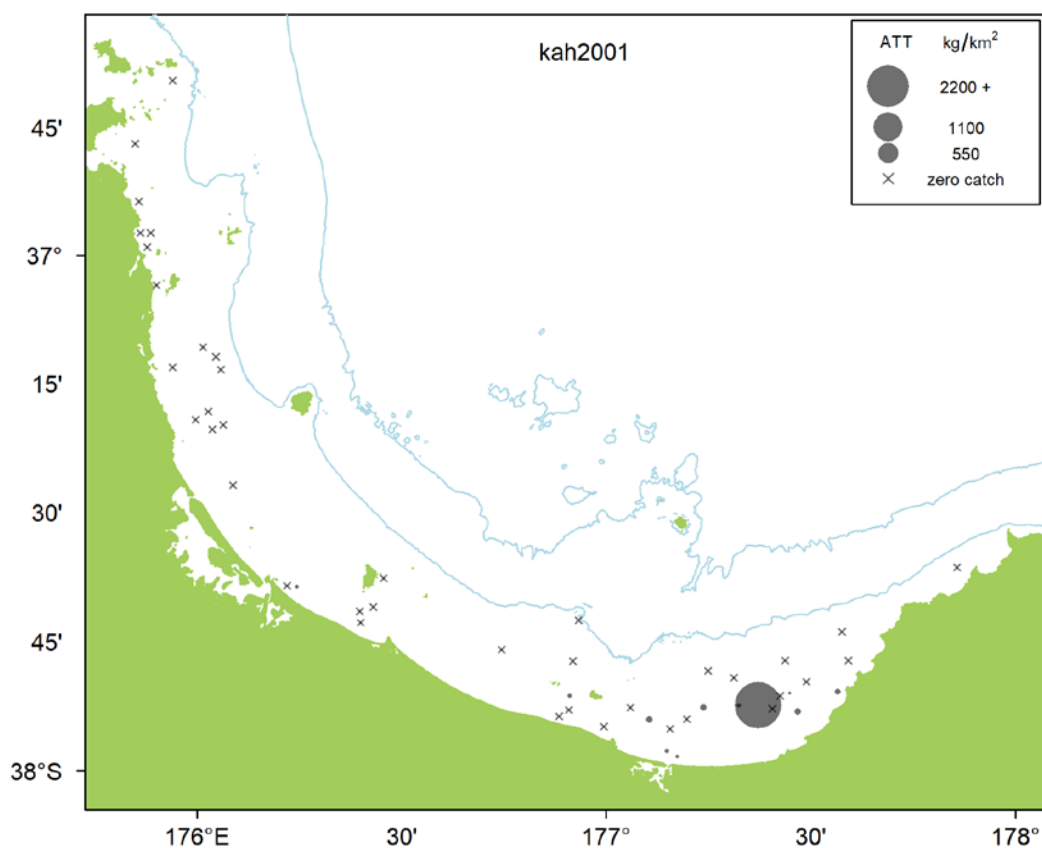 kah2001
ATT kg/km²
2200 +
1100
550
zero catch
45'
37°
15'
30'
45'
38°S
176°E 30' 177° 30' 178°